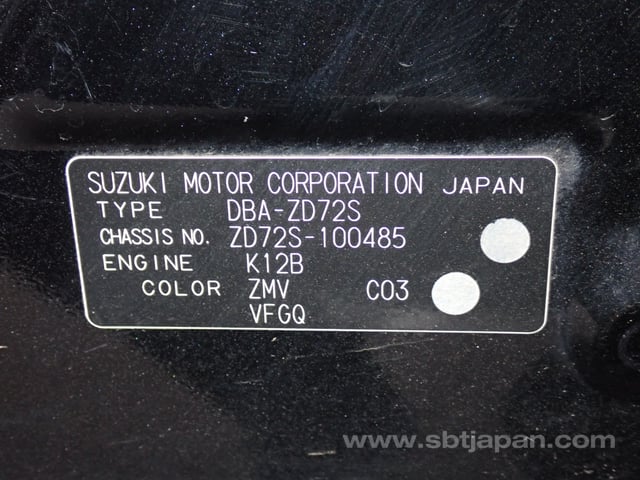 SUZUKI MOTOR CORPORATION JAPAN
TYPE DBA-ZD72S
CHASSIS NO. ZD72S-100485
ENGINE K12B
COLOR ZMV C03
VFGQ
www.sbtjapan.com